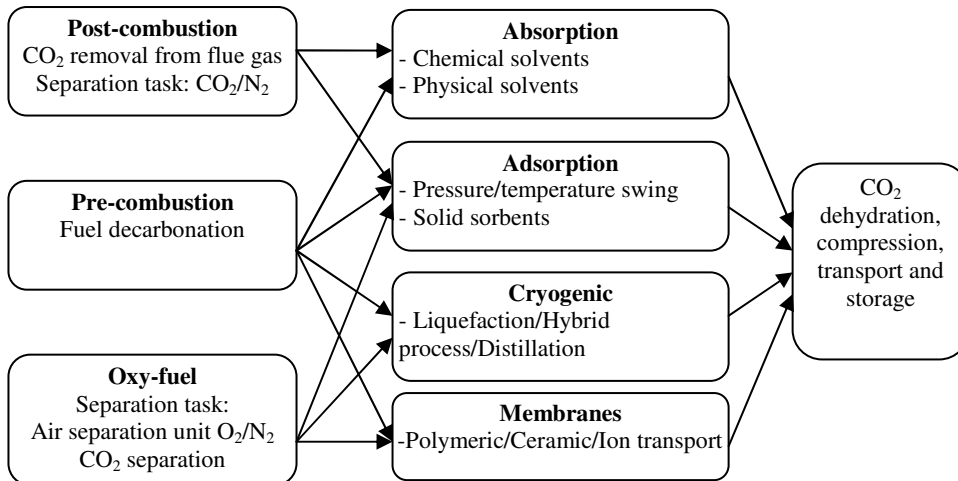 Post-combustion
CO₂ removal from flue gas
Separation task: CO₂/N₂
Pre-combustion
Fuel decarbonation
Oxy-fuel
Separation task:
Air separation unit O₂/N₂
CO₂ separation
Absorption
- Chemical solvents
- Physical solvents
Adsorption
- Pressure/temperature swing
- Solid sorbents
Cryogenic
- Liquefaction/Hybrid
process/Distillation
Membranes
-Polymeric/Ceramic/Ion transport
CO₂
dehydration,
compression,
transport and
storage